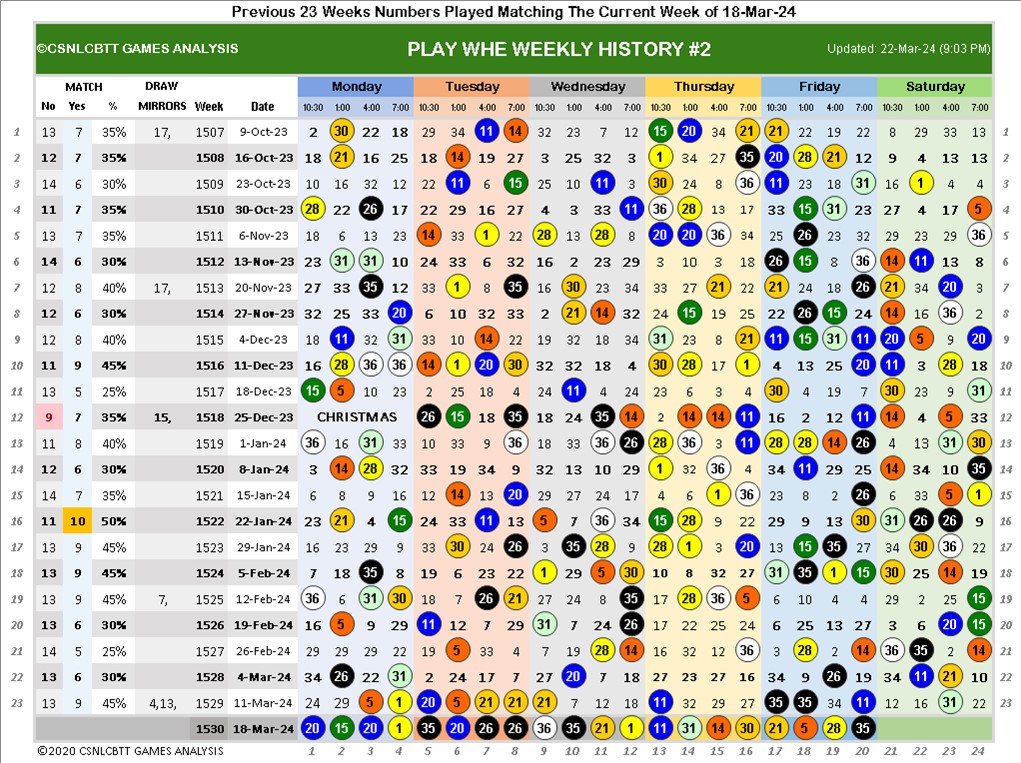 Previous 23 Weeks Numbers Played Matching The Current Week of 18-Mar-24
©CSNLCBTT GAMES ANALYSIS PLAY WHE WEEKLY HISTORY #2 Updated: 22-Mar-24 (9:03 PM)
MATCH DRAW Monday Tuesday Wednesday Thursday Friday Saturday
No Yes % MIRRORS Week Date 10:30 1:00 4:00 7:00 10:30 1:00 4:00 7:00 10:30 1:00 4:00 7:00 10:30 1:00 4:00 7:00 10:30 1:00 4:00 7:00 10:30 1:00 4:00 7:00
1 13 7 35% 17, 1507 9-Oct-23 2 30 22 18 29 34 11 14 32 23 7 12 15 20 34 21 21 22 19 22 8 29 33 13 1
2 12 7 35% 1508 16-Oct-23 18 21 16 25 18 14 19 27 3 25 32 3 1 34 27 35 20 28 21 12 9 4 13 13 2
3 14 6 30% 1509 23-Oct-23 10 16 32 12 22 11 6 15 25 10 11 3 30 24 8 36 11 23 18 31 16 1 4 4 3
4 11 7 35% 1510 30-Oct-23 28 22 26 17 22 29 16 27 4 3 33 11 36 28 13 17 33 15 31 23 27 4 17 5 4
5 13 7 35% 1511 6-Nov-23 18 6 13 23 14 33 1 22 28 5 28 8 20 20 36 34 25 26 23 32 29 23 29 36 5
6 14 6 30% 1512 13-Nov-23 23 31 31 10 24 33 6 32 16 2 23 29 3 10 3 18 26 15 8 36 14 11 13 8 6
7 12 8 40% 17, 1513 20-Nov-23 27 33 35 12 33 1 8 35 16 30 23 34 33 22 21 22 21 24 18 26 21 34 20 3 7
8 12 6 30% 1514 27-Nov-23 32 25 33 20 6 10 32 33 2 21 14 32 24 15 19 25 22 26 15 24 14 16 36 2 8
9 12 8 40% 1515 4-Dec-23 18 11 32 31 33 10 14 22 19 32 18 34 31 23 8 21 11 15 31 11 20 5 9 20 9
10 11 9 45% 1516 11-Dec-23 16 28 36 36 14 1 20 30 32 32 18 4 30 28 17 1 4 13 25 20 11 3 28 18 10
11 13 5 25% 1517 18-Dec-23 15 5 10 23 2 25 18 4 24 11 4 24 13 23 12 4 30 4 7 8 30 23 9 31 11
12 9 7 35% 15, 1518 25-Dec-23 CHRISTMAS 26 15 18 35 18 24 35 14 2 14 14 11 16 2 12 11 14 4 5 33 12
13 11 8 40% 1519 1-Jan-24 36 16 31 33 10 33 9 36 18 33 36 26 28 36 3 11 28 28 14 26 4 13 31 30 13
14 12 6 30% 1520 8-Jan-24 3 14 28 32 33 19 34 9 32 13 10 29 1 32 36 4 34 11 29 25 14 34 10 35 14
15 14 7 35% 1521 15-Jan-24 6 8 9 16 12 14 13 20 29 27 24 17 4 6 1 36 23 8 2 26 6 33 5 1 15
16 11 10 50% 1522 22-Jan-24 23 21 4 15 24 33 11 13 5 7 36 34 15 28 9 22 29 9 13 30 31 26 26 9 16
17 13 9 45% 1523 29-Jan-24 16 23 29 9 33 30 24 26 3 35 28 9 28 1 3 20 33 15 35 27 34 30 36 22 17
18 13 9 45% 1524 5-Feb-24 7 18 35 8 19 6 23 22 1 29 5 30 10 8 32 27 31 35 1 15 30 25 14 19 18
19 13 9 45% 7, 1525 12-Feb-24 36 6 31 30 18 7 26 21 27 24 8 35 17 28 36 5 6 10 4 4 29 2 25 15 19
20 13 6 30% 1526 19-Feb-24 16 5 9 29 11 12 7 29 31 7 24 26 17 7 22 25 6 25 13 27 3 6 20 15 20
21 14 5 25% 1527 26-Feb-24 29 29 29 22 19 5 33 4 7 9 28 14 16 32 12 36 3 28 2 14 36 35 2 14 21
22 13 6 30% 1528 4-Mar-24 34 26 22 31 2 24 17 7 27 20 7 18 27 23 27 16 34 9 26 19 34 11 21 10 22
23 13 9 45% 4,13, 1529 11-Mar-24 24 29 5 1 20 5 21 21 21 7 12 18 11 32 29 27 35 35 34 11 12 16 31 22 23
1530 18-Mar-24 20 15 20 1 35 20 26 26 36 35 21 1 11 31 14 30 21 5 28 35
©2020 CSNLCBTT GAMES ANALYSIS 1 2 3 4 5 6 7 8 9 10 11 12 13 14 15 16 17 18 19 20 21 22 23 24